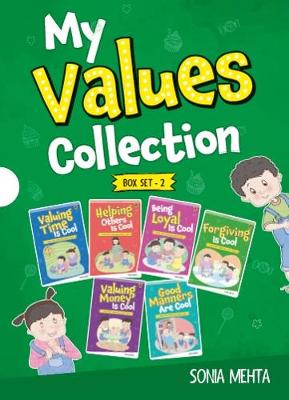 My
Values
Collection
BOX SET - 2
Valuing
Time Is
Cool
Helping
Others Is
Cool
Being
Loyal Is
Cool
Forgiving
Is Cool
Valuing
Money Is
Cool
Good
Manners
Are Cool
SONIA MEHTA